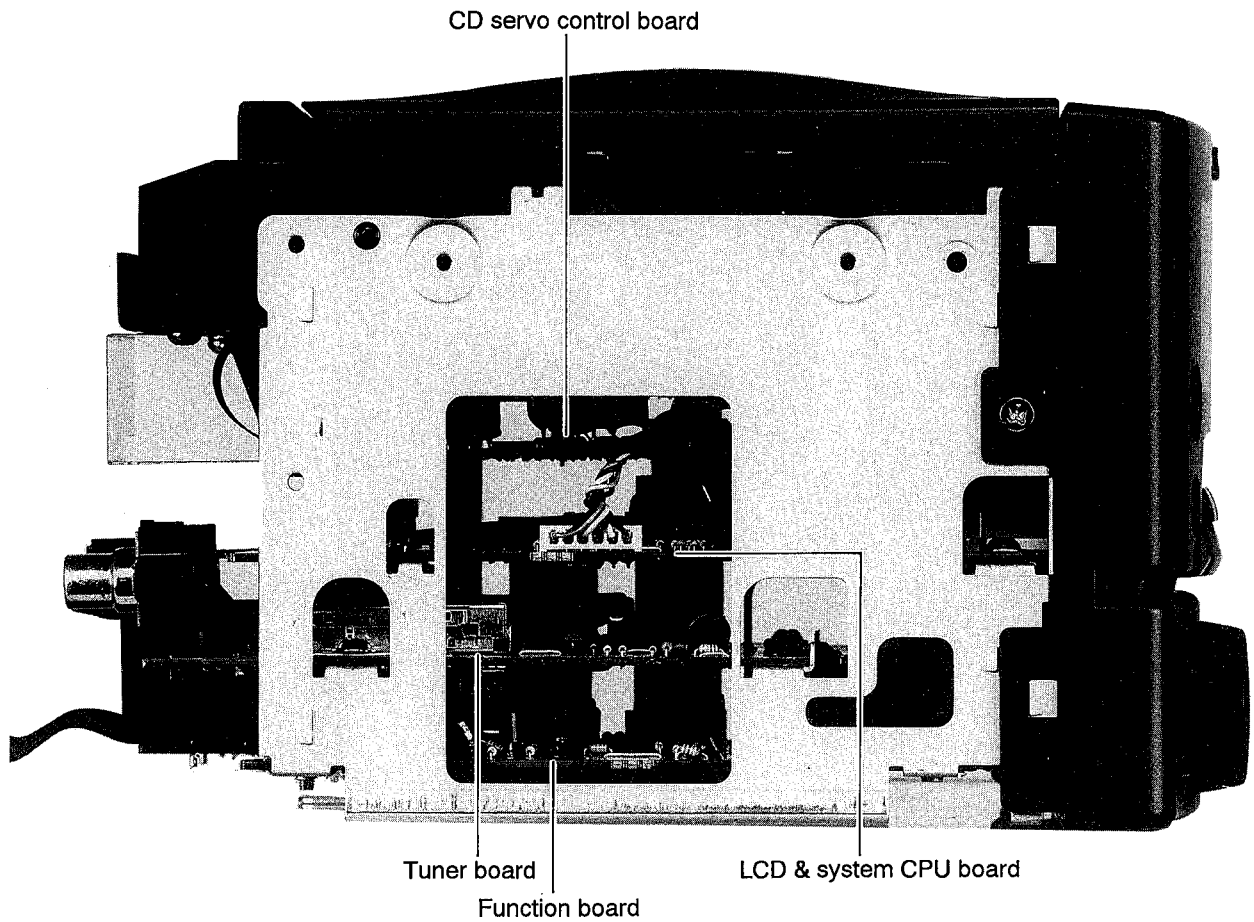 CD servo control board
Tuner board
LCD & system CPU board
Function board